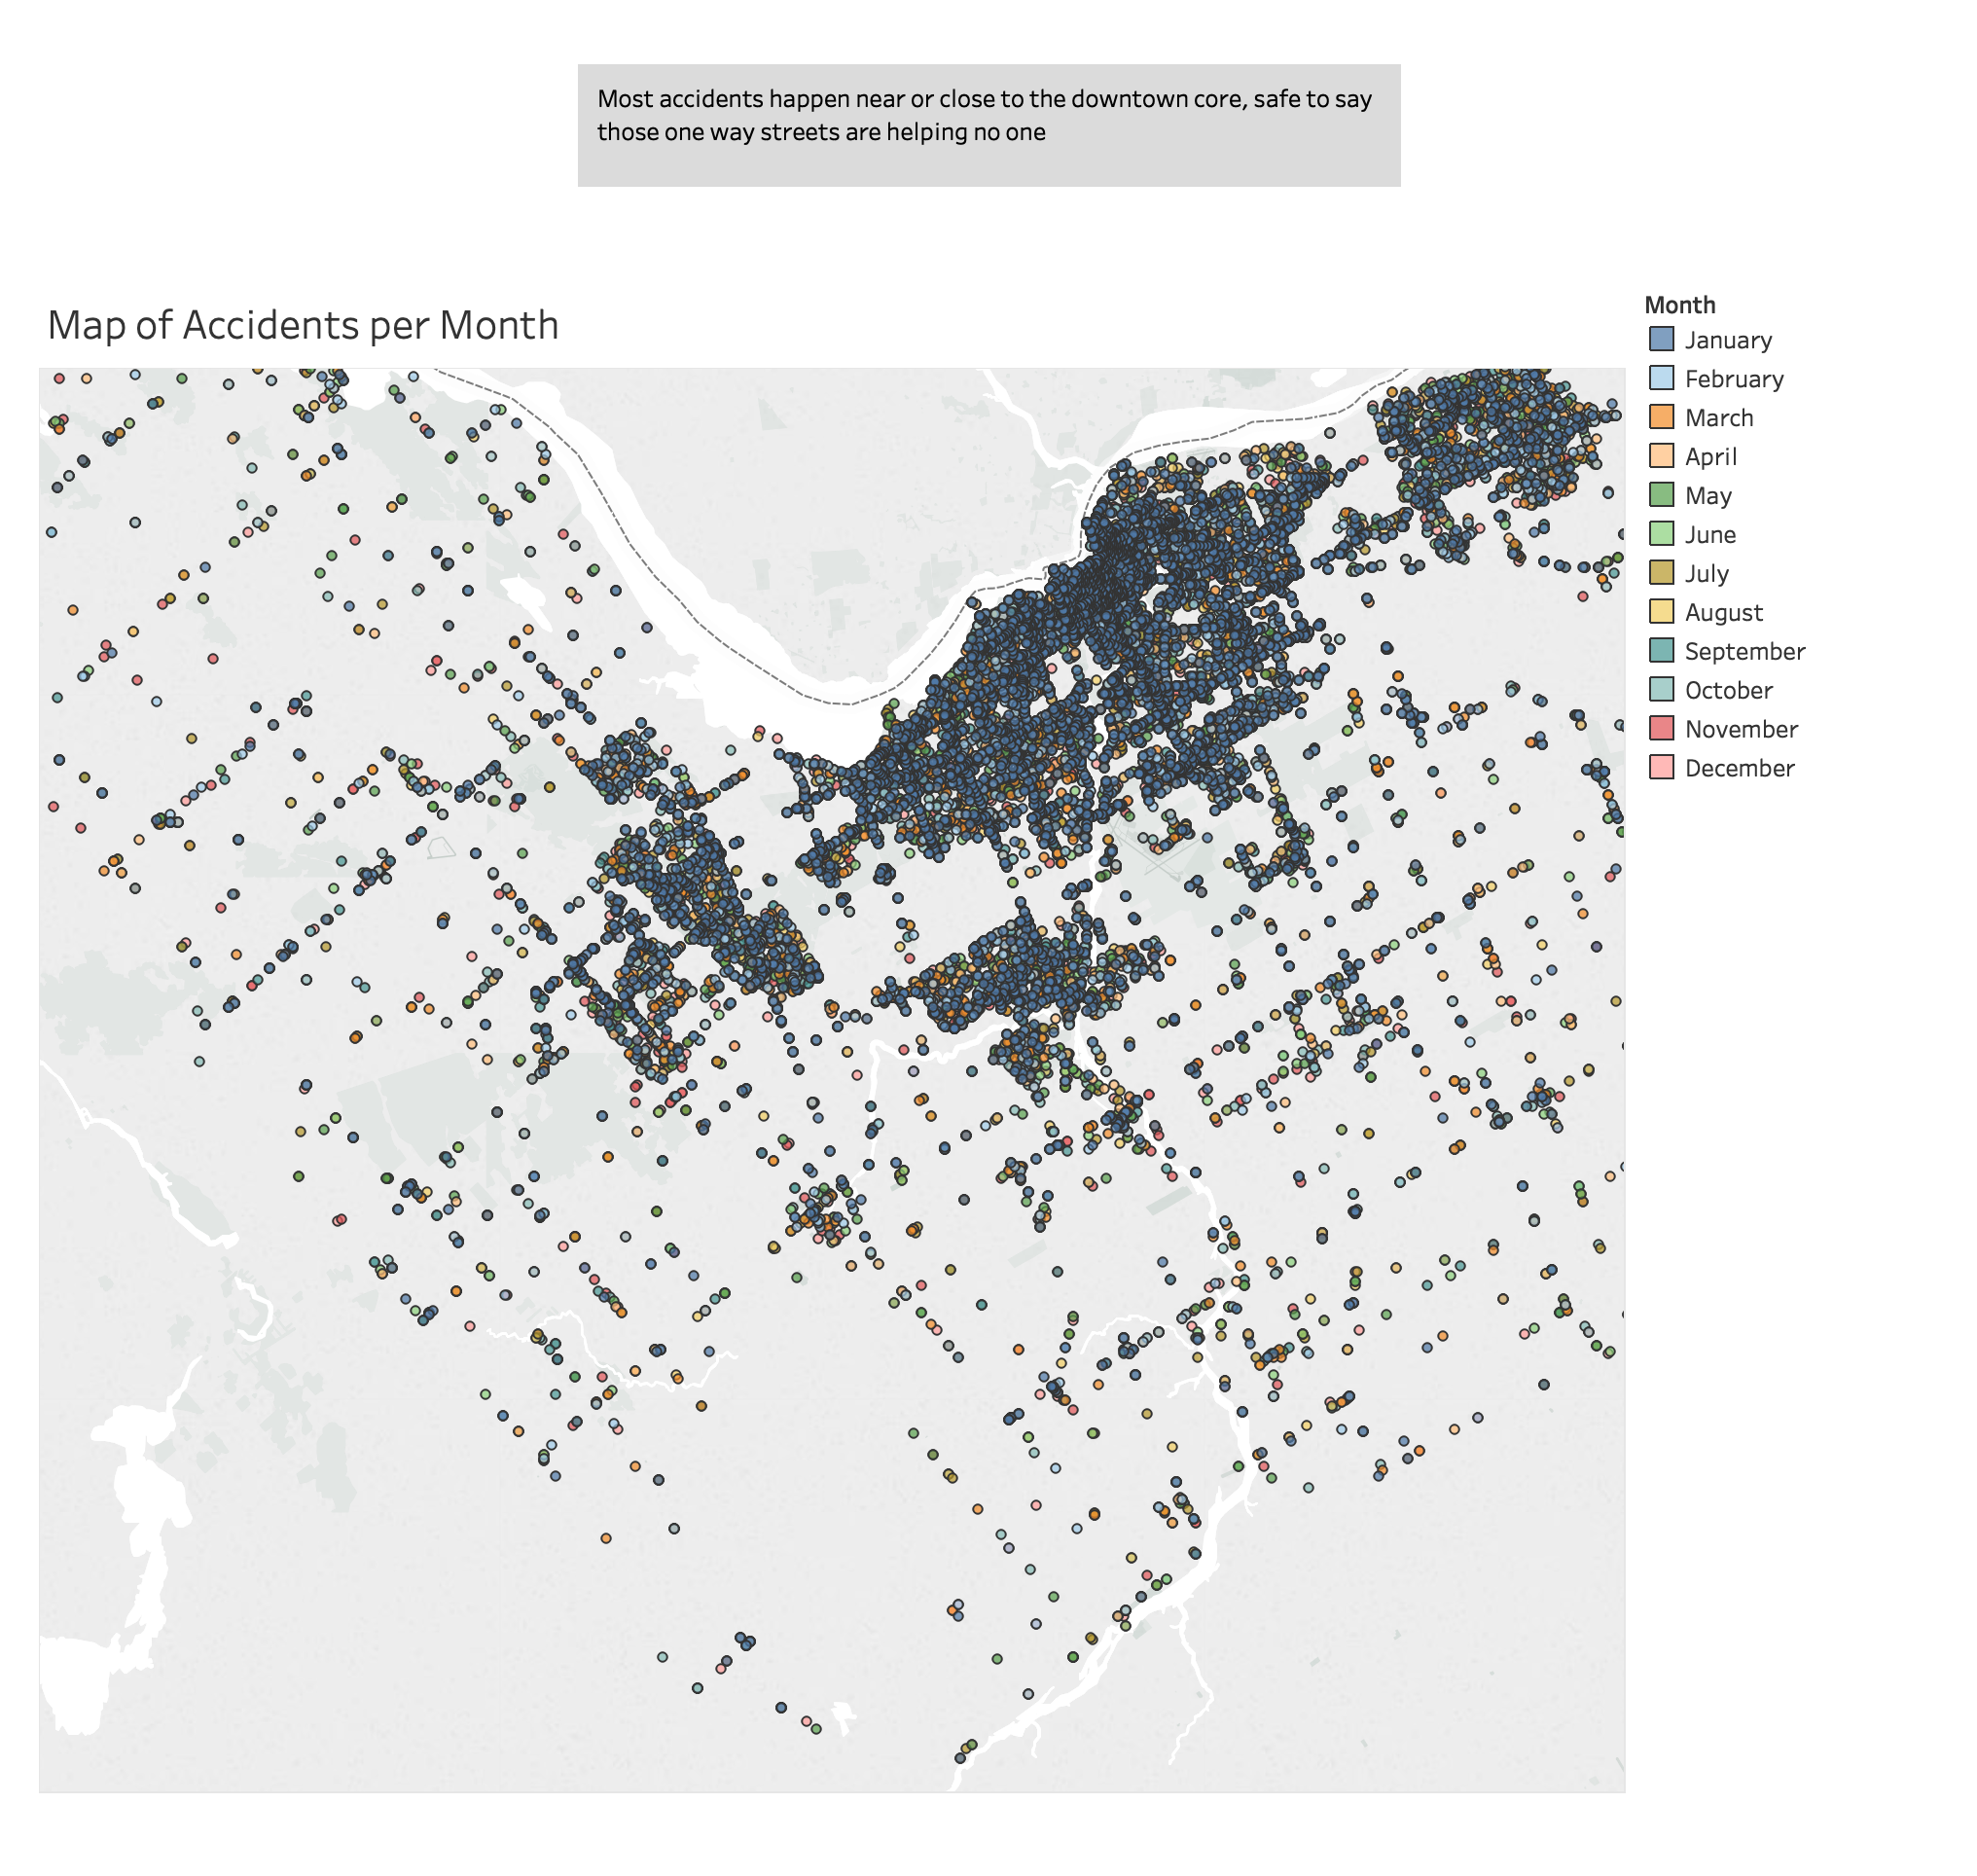 Most accidents happen near or close to the downtown core, safe to say
those one way streets are helping no one
Map of Accidents per Month
Month
January
February
March
April
May
June
July
August
September
October
November
December